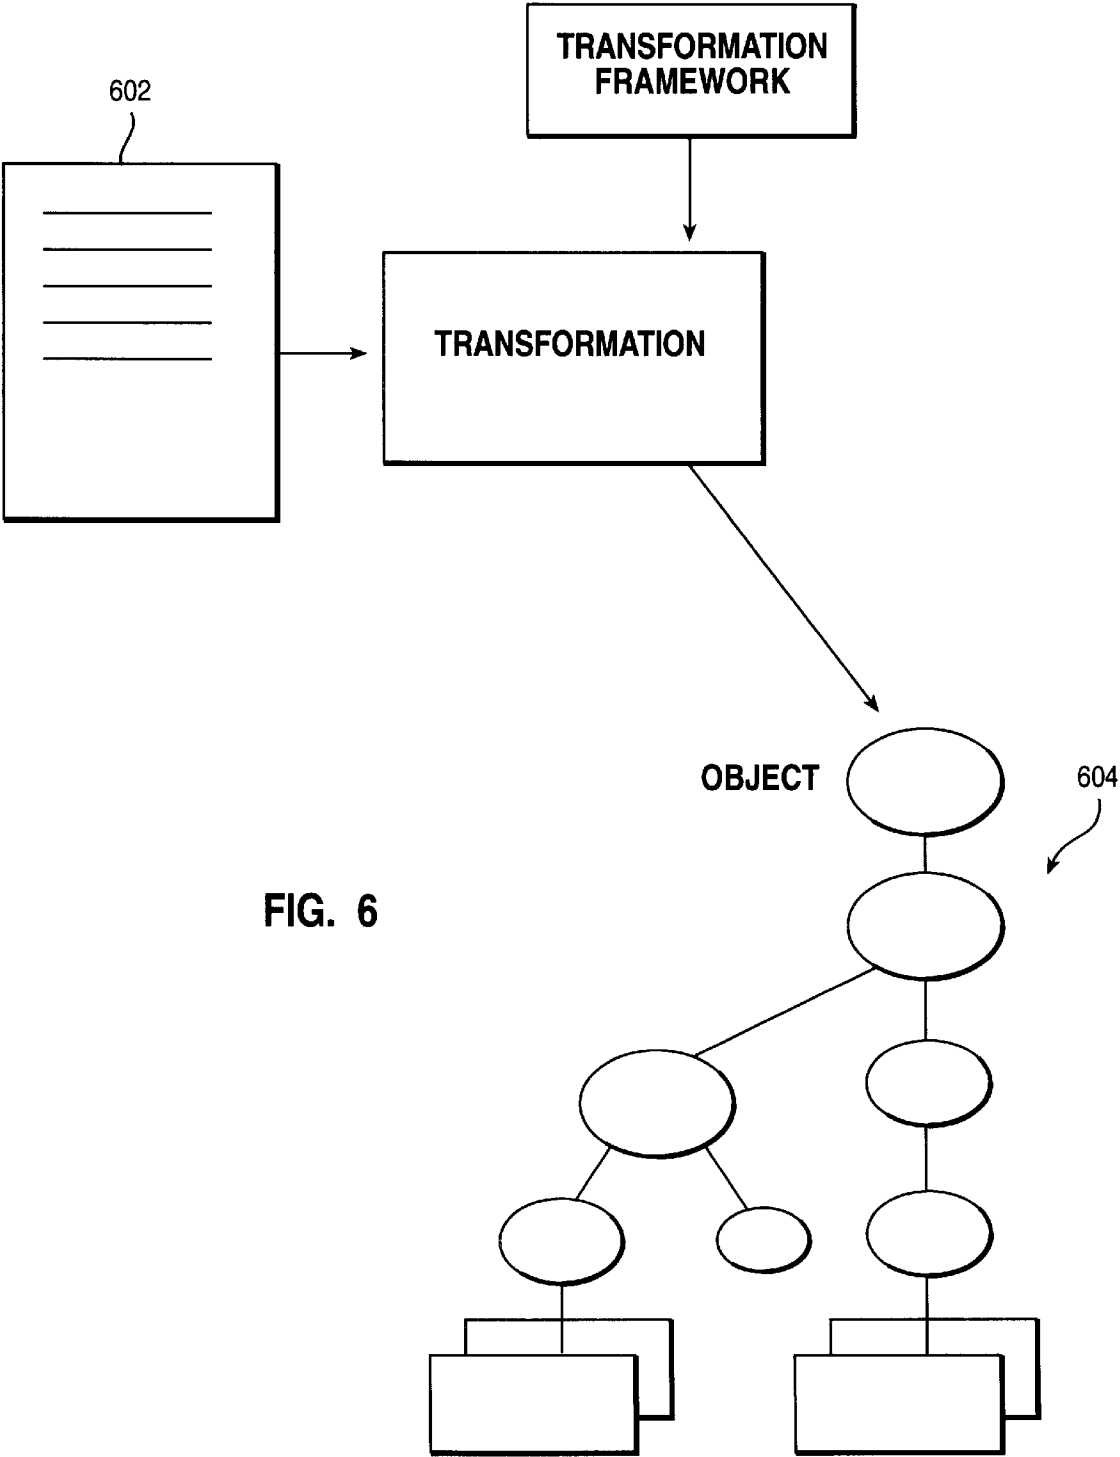 TRANSFORMATION
FRAMEWORK
602
TRANSFORMATION
OBJECT
604
FIG. 6